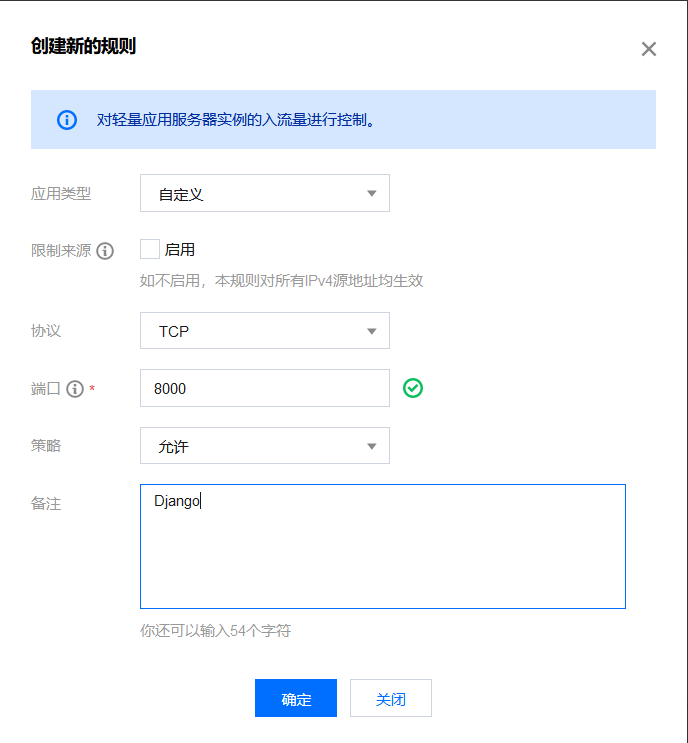 创建新的规则
对轻量应用服务器实例的入流量进行控制。
应用类型 自定义
限制来源 启用
如不启用，本规则对所有IPv4源地址均生效
协议 TCP
端口 * 8000
策略 允许
备注 Django
你还可以输入54个字符
确定 关闭